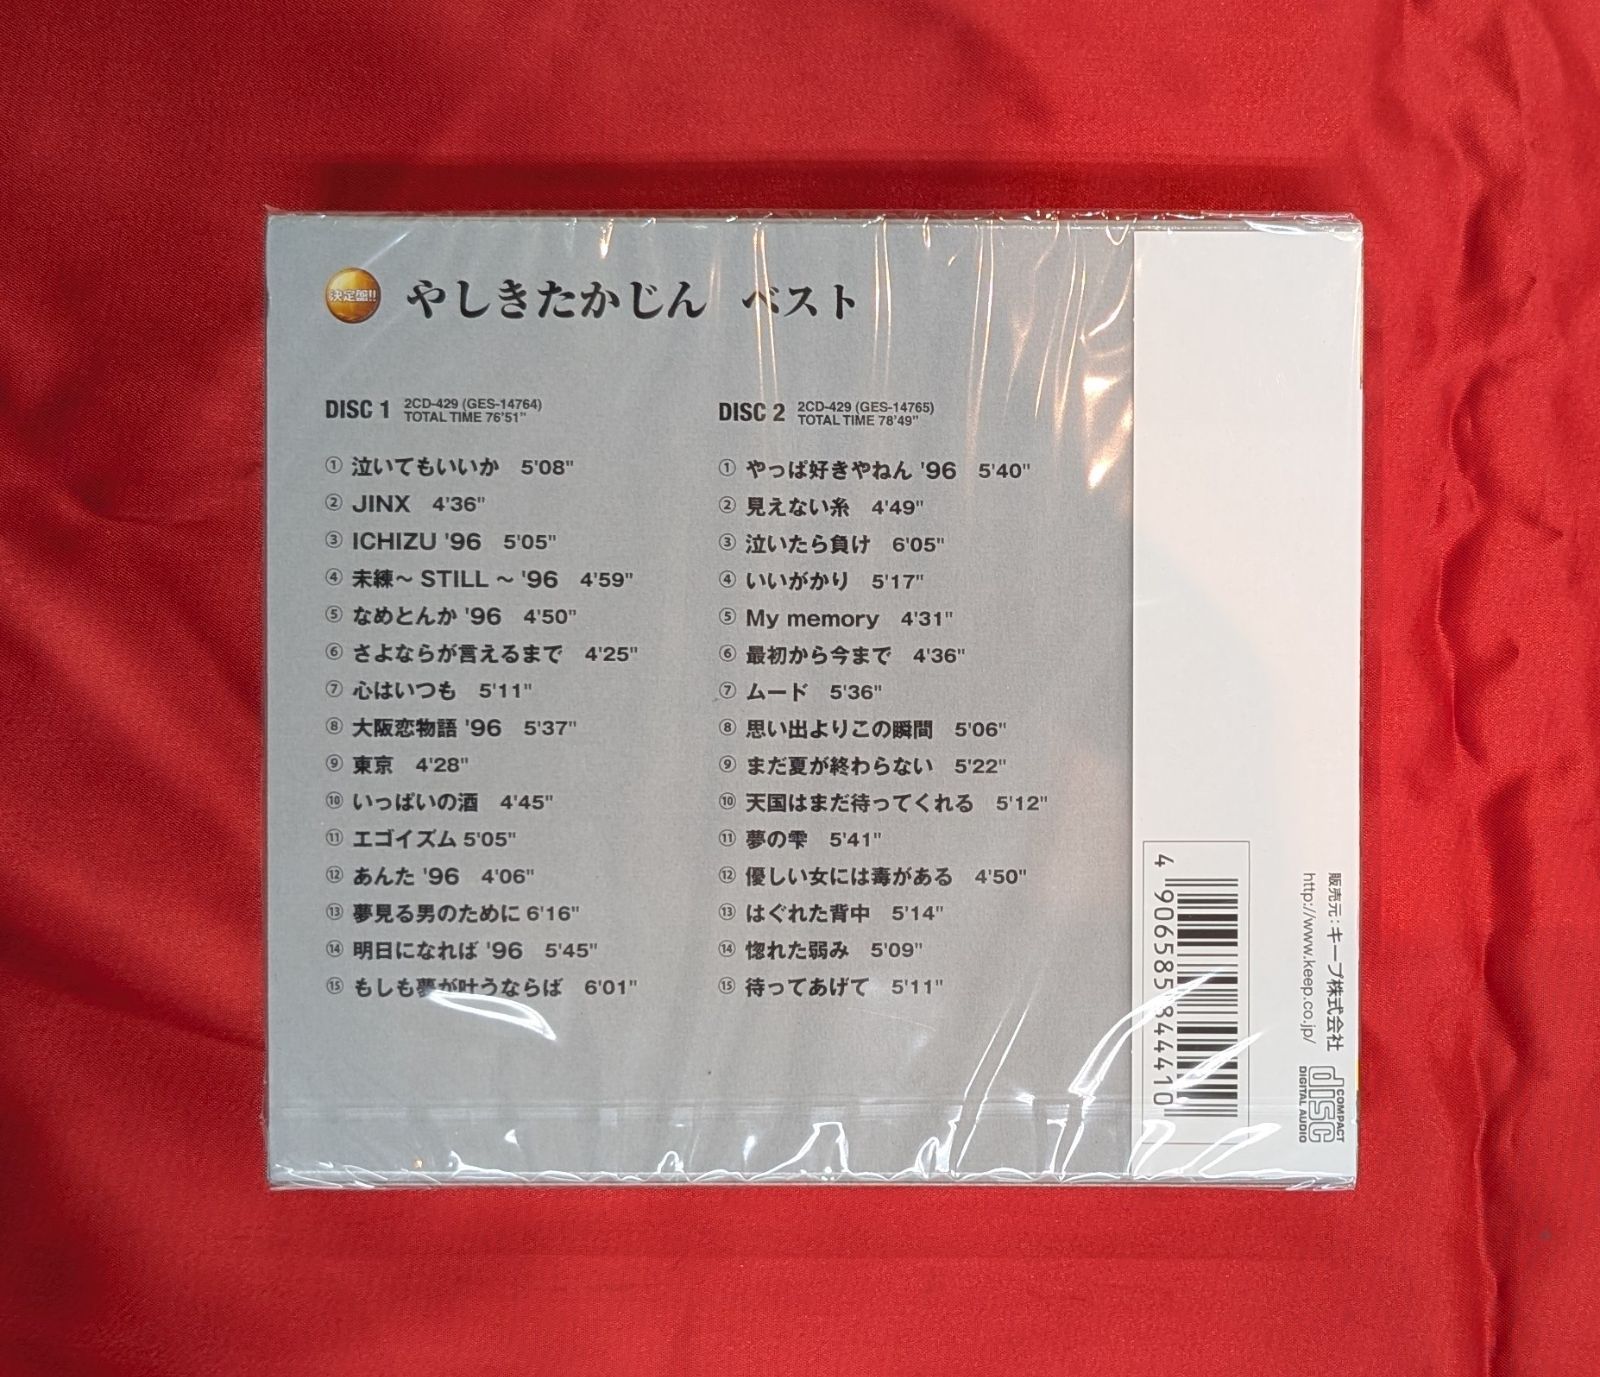 決定盤!! やしきたかじん ベスト
DISC 1 2CD-429 (GES-14764)
TOTAL TIME 76'51"
① 泣いてもいいか 5'08"
② JINX 4'36"
③ ICHIZU '96 5'05"
④ 未練～ STILL ～ '96 4'59"
⑤ なめとんか '96 4'50"
⑥ さよならが言えるまで 4'25"
⑦ 心はいつも 5'11"
⑧ 大阪恋物語 '96 5'37"
⑨ 東京 4'28"
⑩ いっぱいの酒 4'45"
⑪ エゴイズム 5'05"
⑫ あんた '96 4'06"
⑬ 夢見る男のために 6'16"
⑭ 明日になれば '96 5'45"
⑮ もしも夢が叶うならば 6'01"
DISC 2 2CD-429 (GES-14765)
TOTAL TIME 78'49"
① やっぱ好きやねん '96 5'40"
② 見えない糸 4'49"
③ 泣いたら負け 6'05"
④ いいがかり 5'17"
⑤ My memory 4'31"
⑥ 最初から今まで 4'36"
⑦ ムード 5'36"
⑧ 思い出よりこの瞬間 5'06"
⑨ まだ夏が終わらない 5'22"
⑩ 天国はまだ待ってくれる 5'12"
⑪ 夢の雫 5'41"
⑫ 優しい女には毒がある 4'50"
⑬ はぐれた背中 5'14"
⑭ 惚れた弱み 5'09"
⑮ 待ってあげて 5'11"
販売元：キープ株式会社
http://www.keep.co.jp/
COMPACT
disc
DIGITAL AUDIO
4 906585 844410